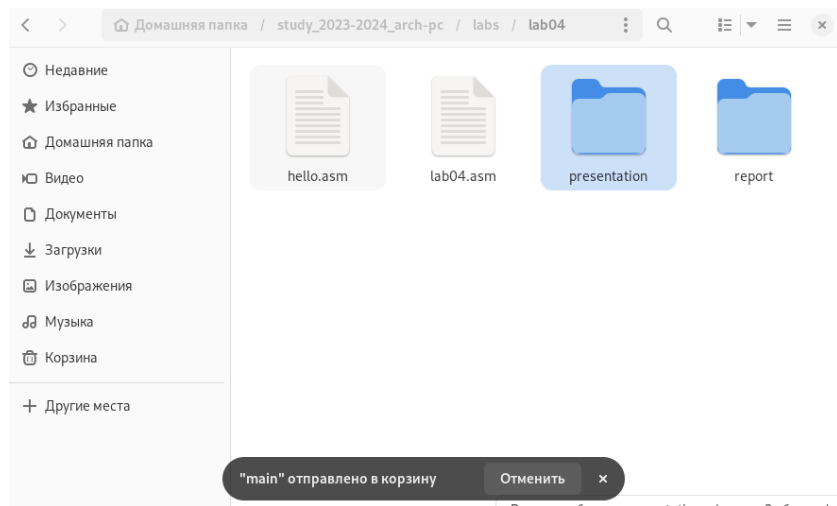 Домашняя папка / study_2023-2024_arch-pc / labs / lab04
Недавние
Избранные
Домашняя папка
Видео
Документы
Загрузки
Изображения
Музыка
Корзина
Другие места
hello.asm
lab04.asm
presentation
report
"main" отправлено в корзину
Отменить